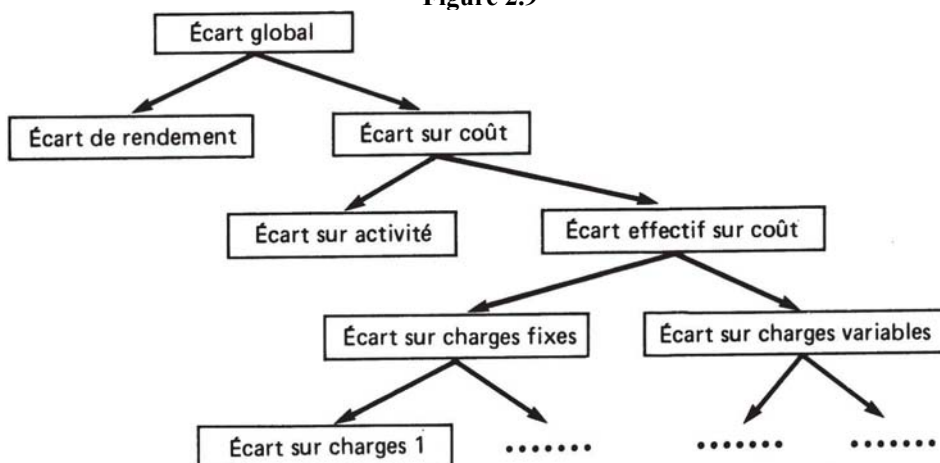 Figure 2.9
Écart global
Écart de rendement
Écart sur coût
Écart sur activité
Écart effectif sur coût
Écart sur charges fixes
Écart sur charges variables
Écart sur charges 1
.......
.......
.......